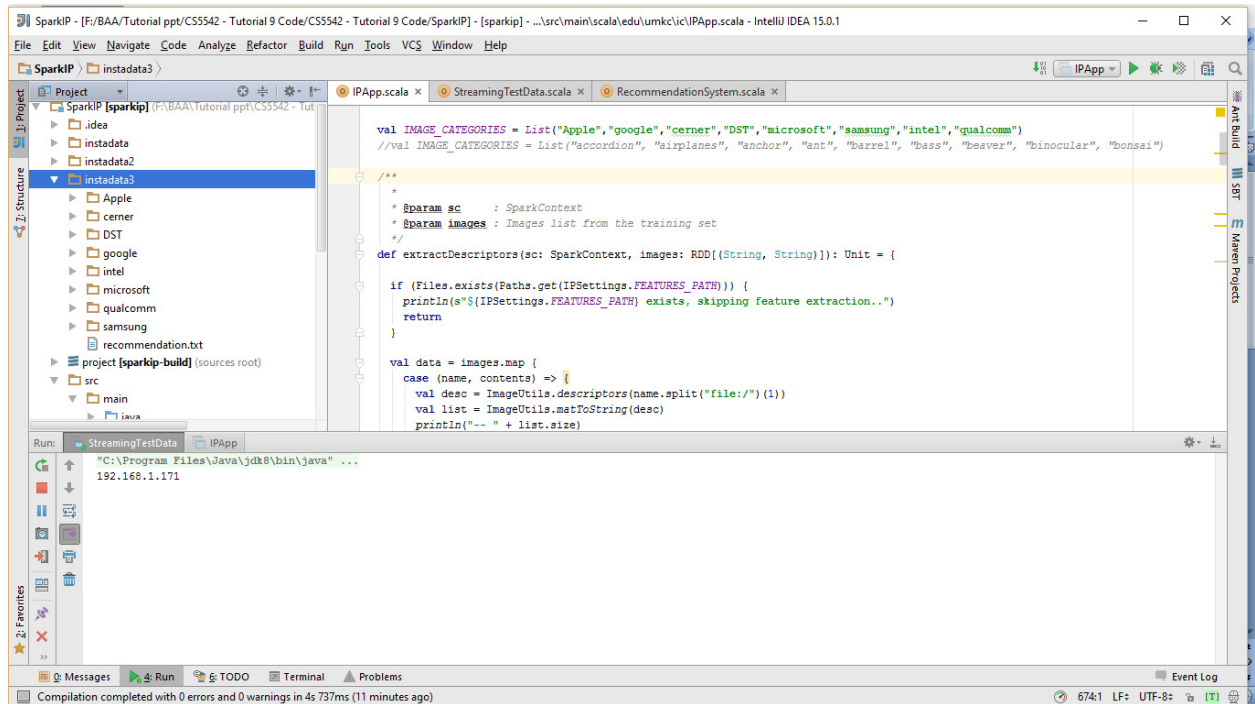 SparkIP - [F:/BAA/Tutorial ppt/CS5542 - Tutorial 9 Code/CS5542 - Tutorial 9 Code/SparkIP] - [sparkip] - ...\src\main\scala\edu\umkc\ic\IPApp.scala - IntelliJ IDEA 15.0.1
File Edit View Navigate Code Analyze Refactor Build Run Tools VCS Window Help
SparkIP instadata3 IPApp
Project IPApp.scala × StreamingTestData.scala × RecommendationSystem.scala ×
1: Project
7: Structure
2: Favorites
SparkIP [sparkip] (F:\BAA\Tutorial ppt\CS5542 - Tut
.idea
instadata
instadata2
instadata3
Apple
cerner
DST
google
intel
microsoft
qualcomm
samsung
recommendation.txt
project [sparkip-build] (sources root)
src
main
java
val IMAGE_CATEGORIES = List("Apple","google","cerner","DST","microsoft","samsung","intel","qualcomm")
//val IMAGE_CATEGORIES = List("accordion", "airplanes", "anchor", "ant", "barrel", "bass", "beaver", "binocular", "bonsai")
/**
*
* @param sc : SparkContext
* @param images : Images list from the training set
*/
def extractDescriptors(sc: SparkContext, images: RDD[(String, String)]): Unit = {
if (Files.exists(Paths.get(IPSettings.FEATURES_PATH))) {
println(s"${IPSettings.FEATURES_PATH} exists, skipping feature extraction..")
return
}
val data = images.map {
case (name, contents) => {
val desc = ImageUtils.descriptors(name.split("file:/")(1))
val list = ImageUtils.matToString(desc)
println("-- " + list.size)
Ant Build
SBT
m Maven Projects
Run: StreamingTestData IPApp
"C:\Program Files\Java\jdk8\bin\java" ...
192.168.1.171
0: Messages 4: Run 6: TODO Terminal Problems Event Log
Compilation completed with 0 errors and 0 warnings in 4s 737ms (11 minutes ago) 674:1 LF÷ UTF-8÷ [T]